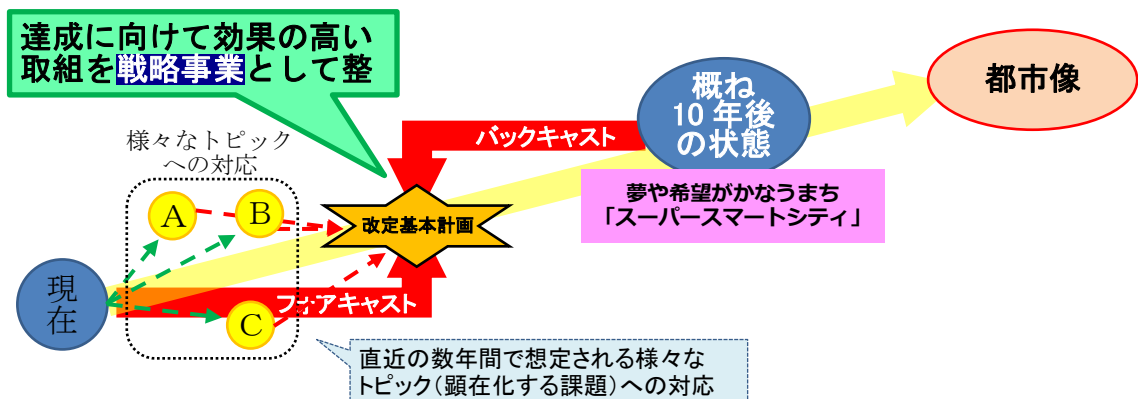 達成に向けて効果の高い
取組を戦略事業として整
様々なトピック
への対応
A
B
C
現在
フォアキャスト
バックキャスト
改定基本計画
概ね
10年後
の状態
夢や希望がかなうまち
「スーパースマートシティ」
都市像
直近の数年間で想定される様々な
トピック(顕在化する課題)への対応